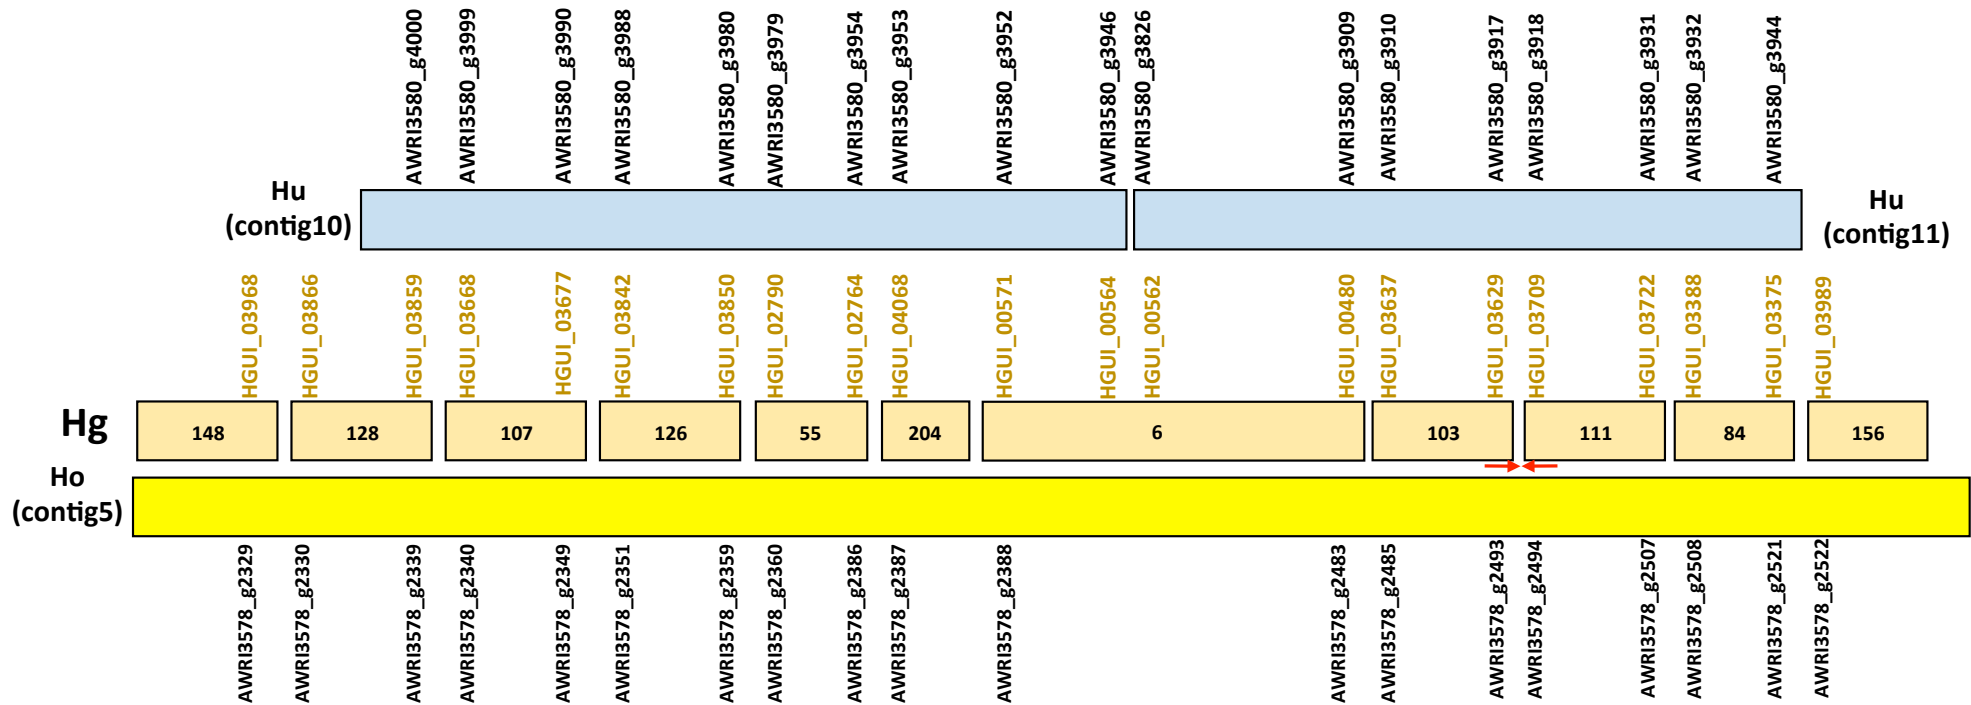 AWRI3580_g4000
AWRI3580_g3999
AWRI3580_g3990
AWRI3580_g3988
AWRI3580_g3980
AWRI3580_g3979
AWRI3580_g3954
AWRI3580_g3953
AWRI3580_g3952
AWRI3580_g3946
AWRI3580_g3826
AWRI3580_g3909
AWRI3580_g3910
AWRI3580_g3917
AWRI3580_g3918
AWRI3580_g3931
AWRI3580_g3932
AWRI3580_g3944
Hu
(contig10)
Hu
(contig11)
HGUI_03968
HGUI_03866
HGUI_03859
HGUI_03668
HGUI_03677
HGUI_03842
HGUI_03850
HGUI_02790
HGUI_02764
HGUI_04068
HGUI_00571
HGUI_00564
HGUI_00562
HGUI_00480
HGUI_03637
HGUI_03629
HGUI_03709
HGUI_03722
HGUI_03388
HGUI_03375
HGUI_03989
Hg
148
128
107
126
55
204
6
103
111
84
156
Ho
(contig5)
AWRI3578_g2329
AWRI3578_g2330
AWRI3578_g2339
AWRI3578_g2340
AWRI3578_g2349
AWRI3578_g2351
AWRI3578_g2359
AWRI3578_g2360
AWRI3578_g2386
AWRI3578_g2387
AWRI3578_g2388
AWRI3578_g2483
AWRI3578_g2485
AWRI3578_g2493
AWRI3578_g2494
AWRI3578_g2507
AWRI3578_g2508
AWRI3578_g2521
AWRI3578_g2522